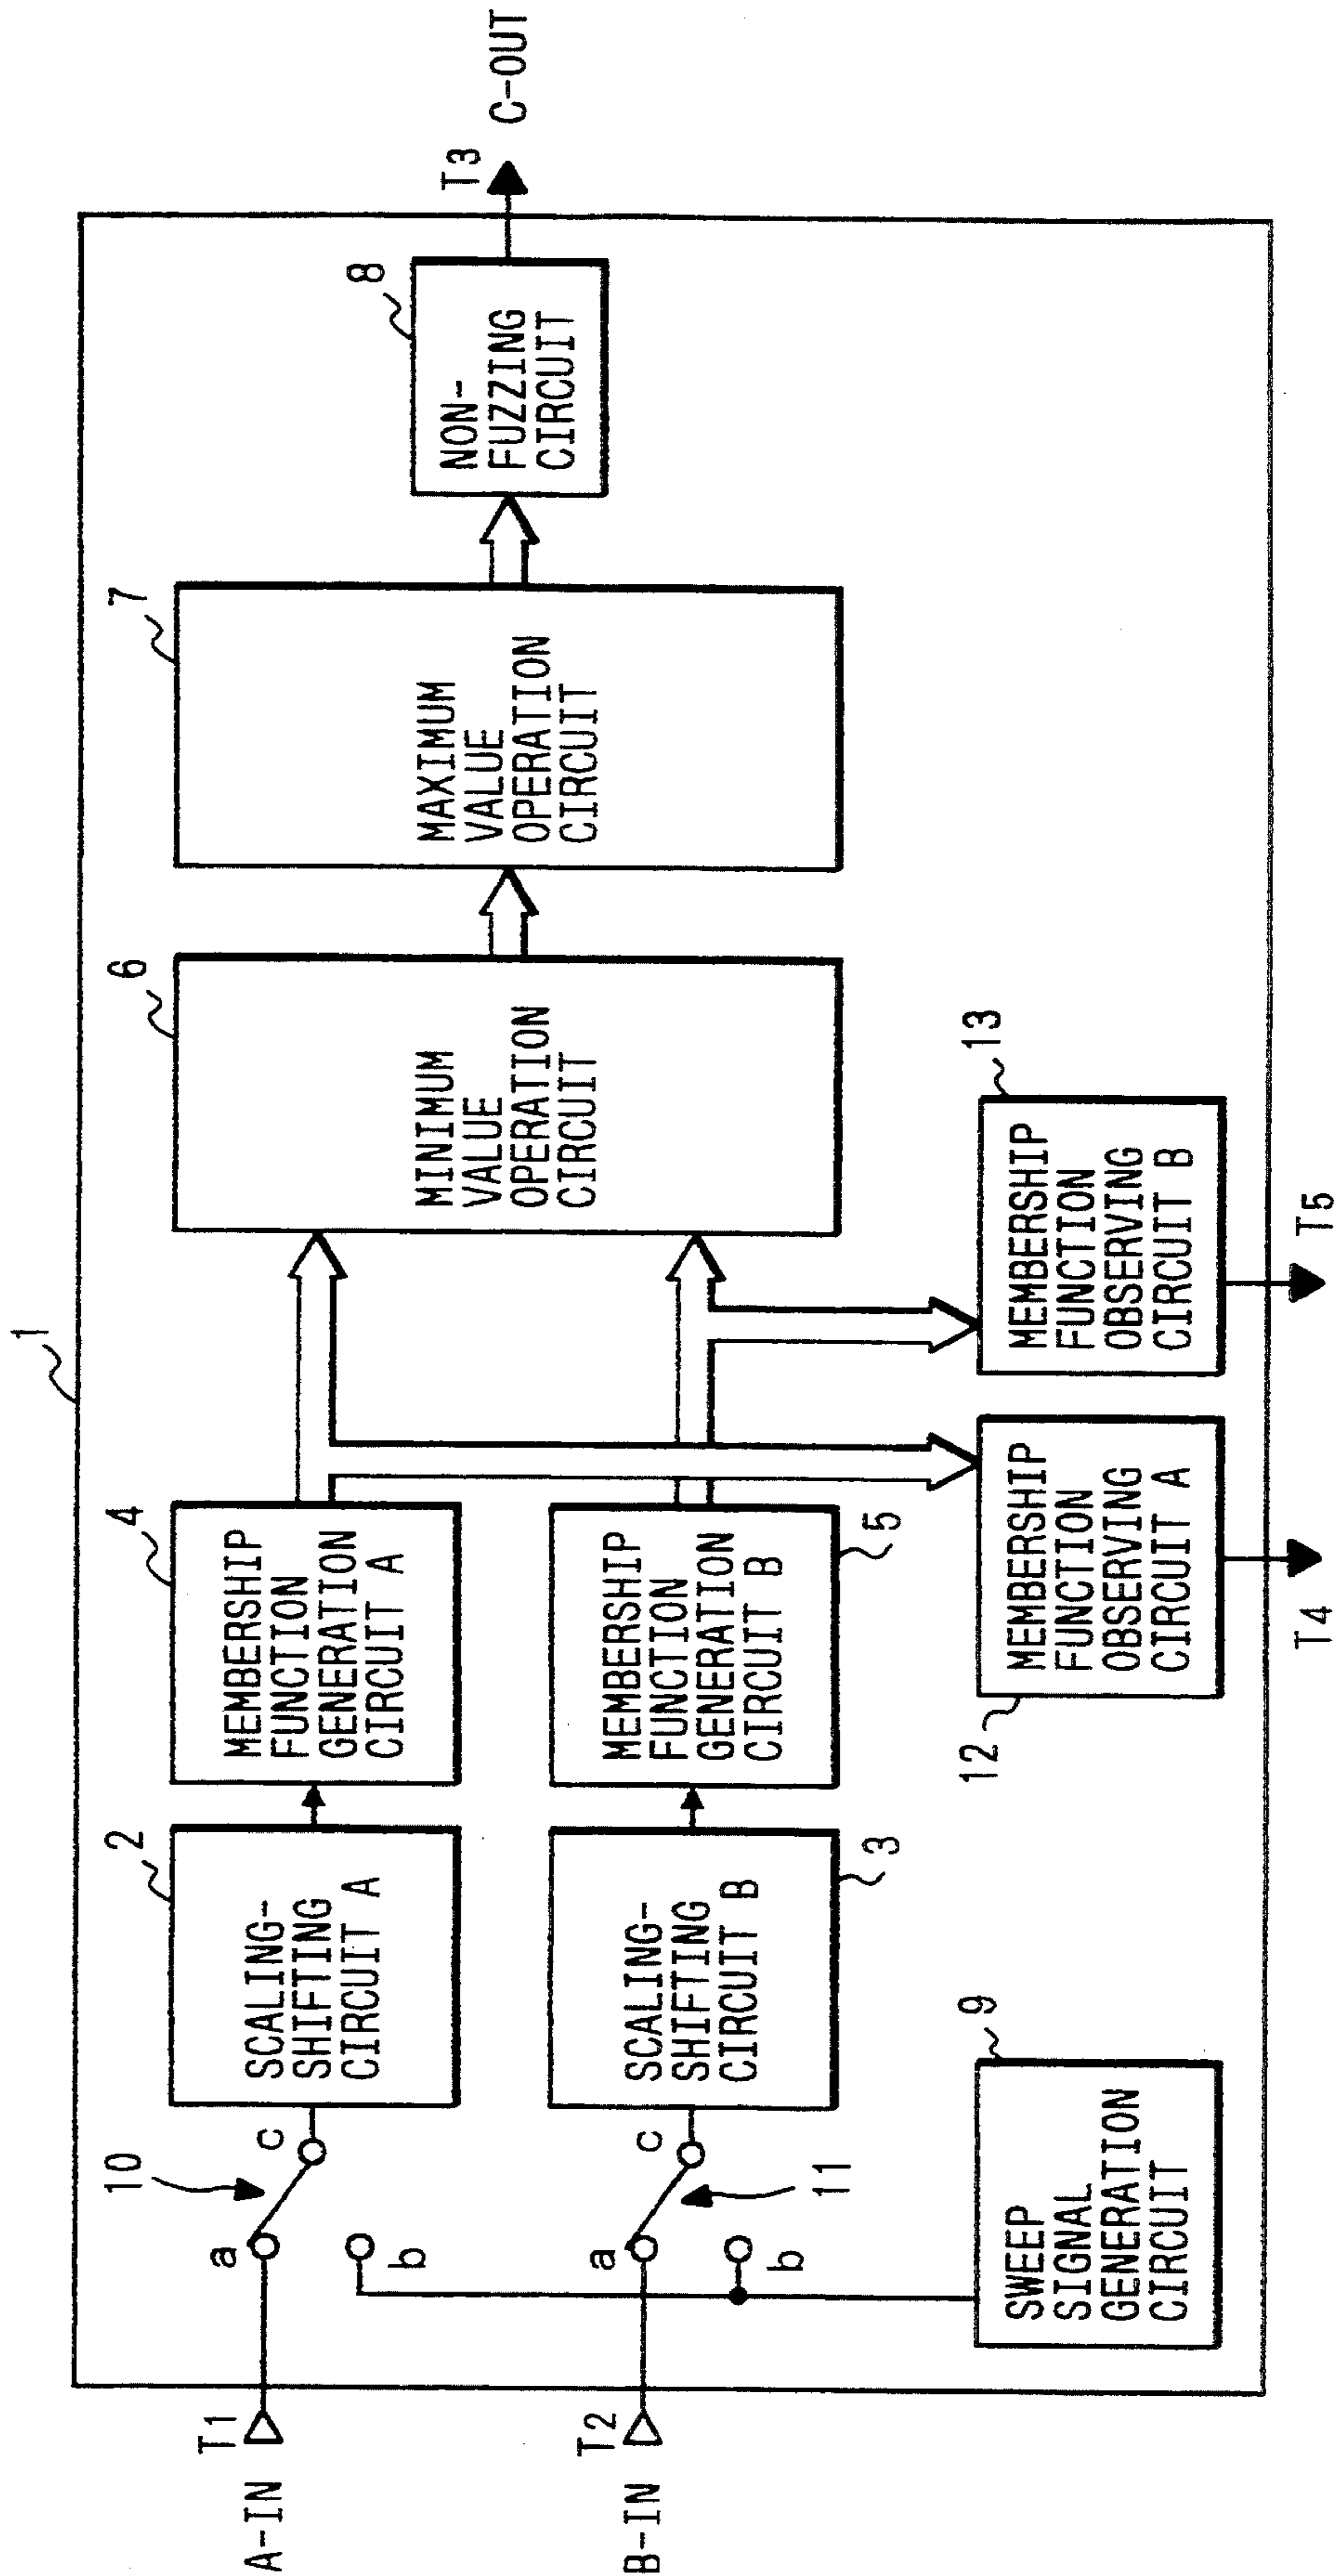 1
A-IN
T1
a
b
c
10
2
SCALING-
SHIFTING
CIRCUIT A
4
MEMBERSHIP
FUNCTION
GENERATION
CIRCUIT A
6
MINIMUM
VALUE
OPERATION
CIRCUIT
7
MAXIMUM
VALUE
OPERATION
CIRCUIT
8
NON-
FUZZING
CIRCUIT
T3
C-OUT
B-IN
T2
a
b
c
11
SCALING-
SHIFTING
CIRCUIT B
3
MEMBERSHIP
FUNCTION
GENERATION
CIRCUIT B
5
9
SWEEP
SIGNAL
GENERATION
CIRCUIT
12
MEMBERSHIP
FUNCTION
OBSERVING
CIRCUIT A
T4
13
MEMBERSHIP
FUNCTION
OBSERVING
CIRCUIT B
T5